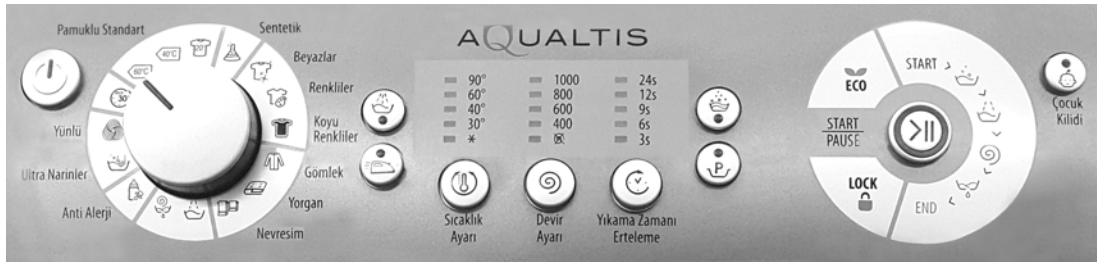 Pamuklu Standart
Sentetik
Beyazlar
Renkliler
Koyu
Renkliler
Gömlek
Yorgan
Nevresim
Anti Alerji
Ultra Narinler
Yünlü
60°C
40°C
20°
30'
AQUALTIS
90° 1000 24s
60° 800 12s
40° 600 9s
30° 400 6s
3s
Sıcaklık
Ayarı
Devir
Ayarı
Yıkama Zamanı
Erteleme
P
ECO
START
PAUSE
LOCK
START
END
Çocuk
Kilidi